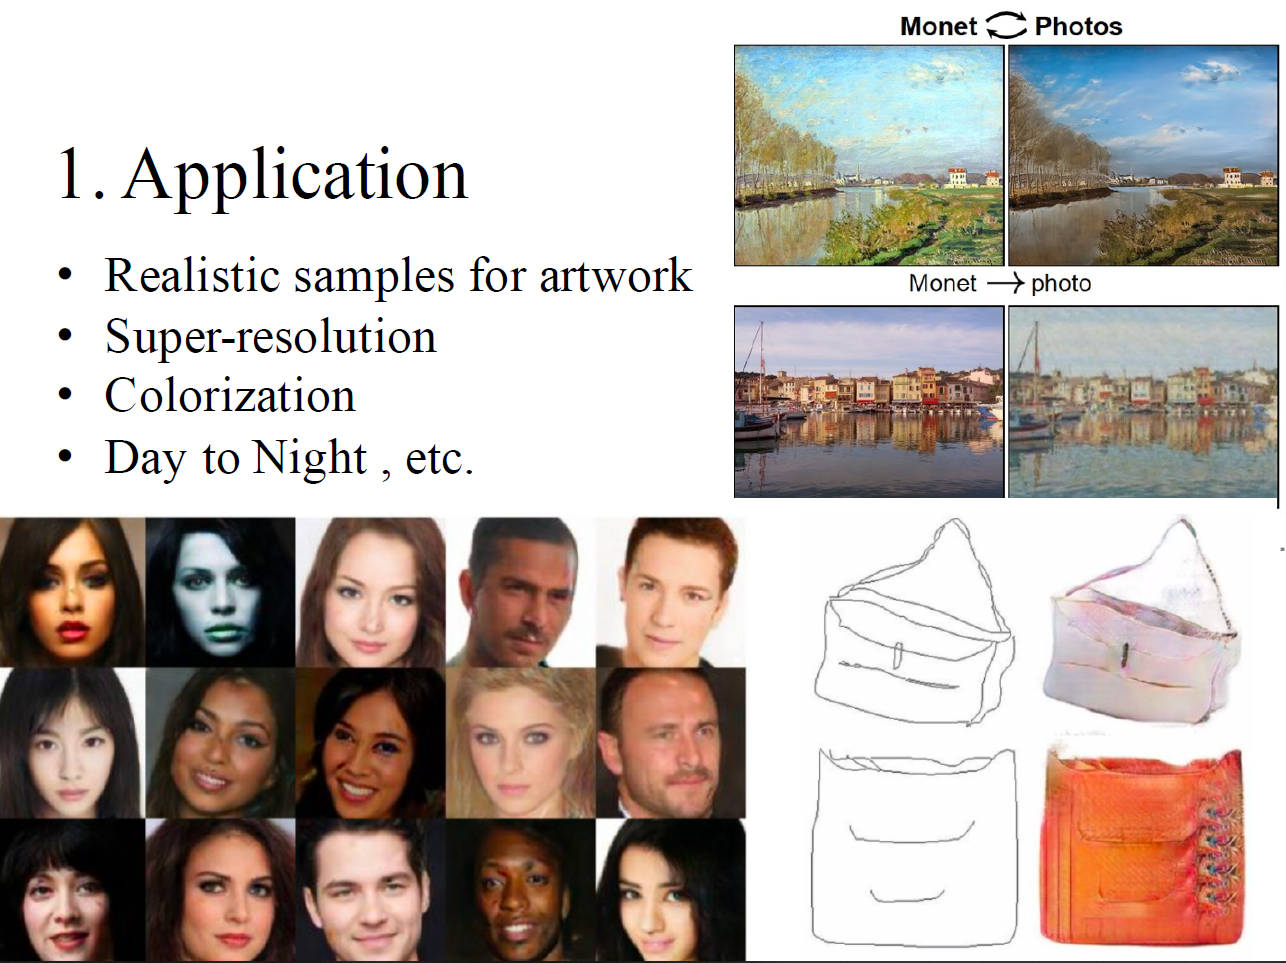 1. Application
• Realistic samples for artwork
• Super-resolution
• Colorization
• Day to Night , etc.
Monet Photos
Monet → photo